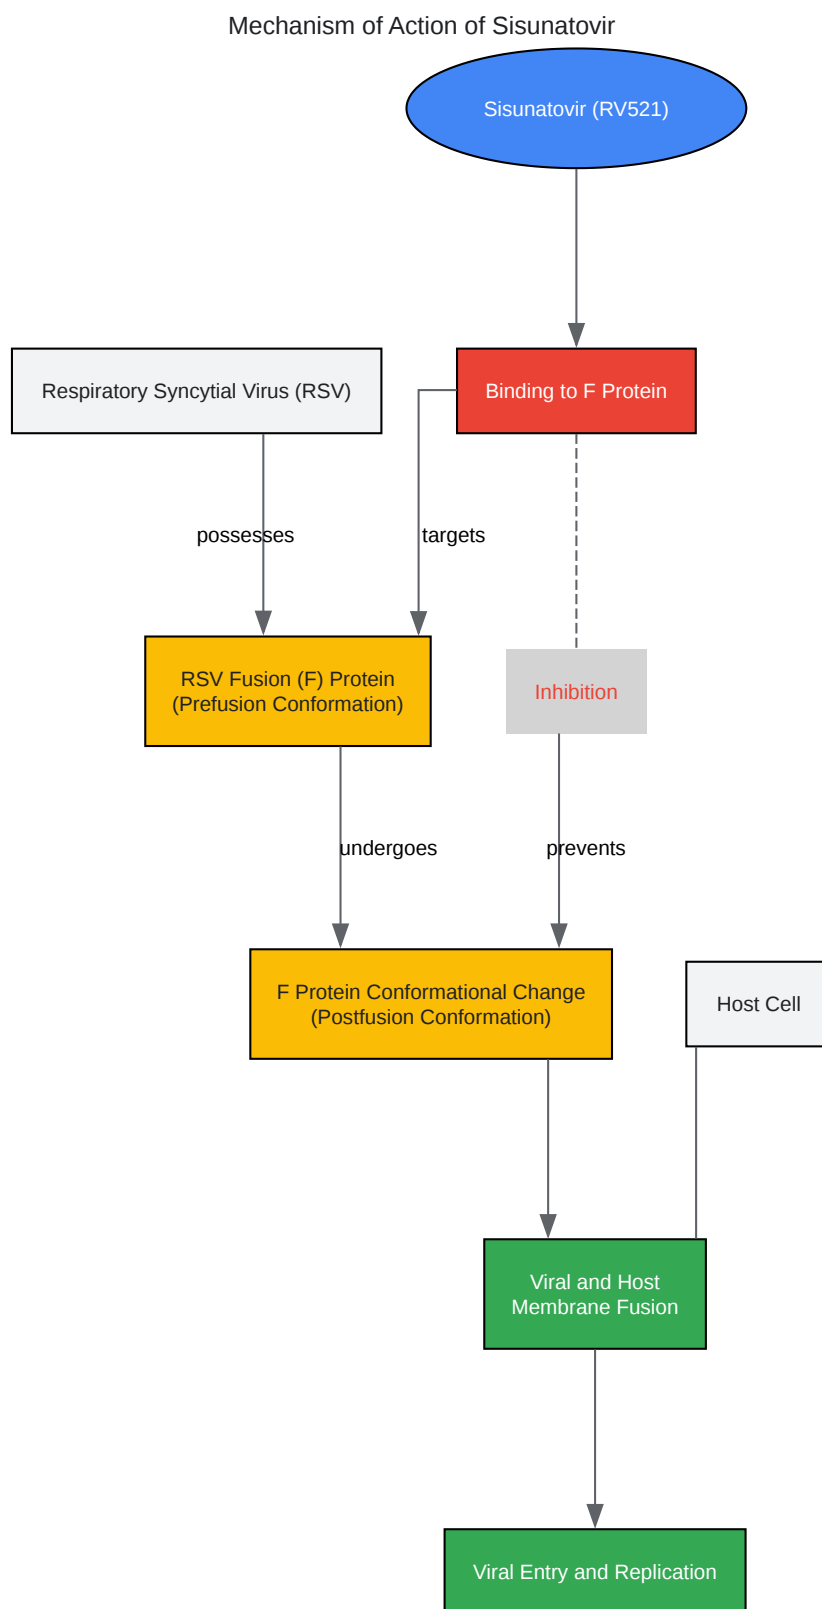 Mechanism of Action of Sisunatovir
Sisunatovir (RV521)
Respiratory Syncytial Virus (RSV)
Binding to F Protein
possesses
targets
RSV Fusion (F) Protein
(Prefusion Conformation)
Inhibition
undergoes
prevents
F Protein Conformational Change
(Postfusion Conformation)
Host Cell
Viral and Host
Membrane Fusion
Viral Entry and Replication